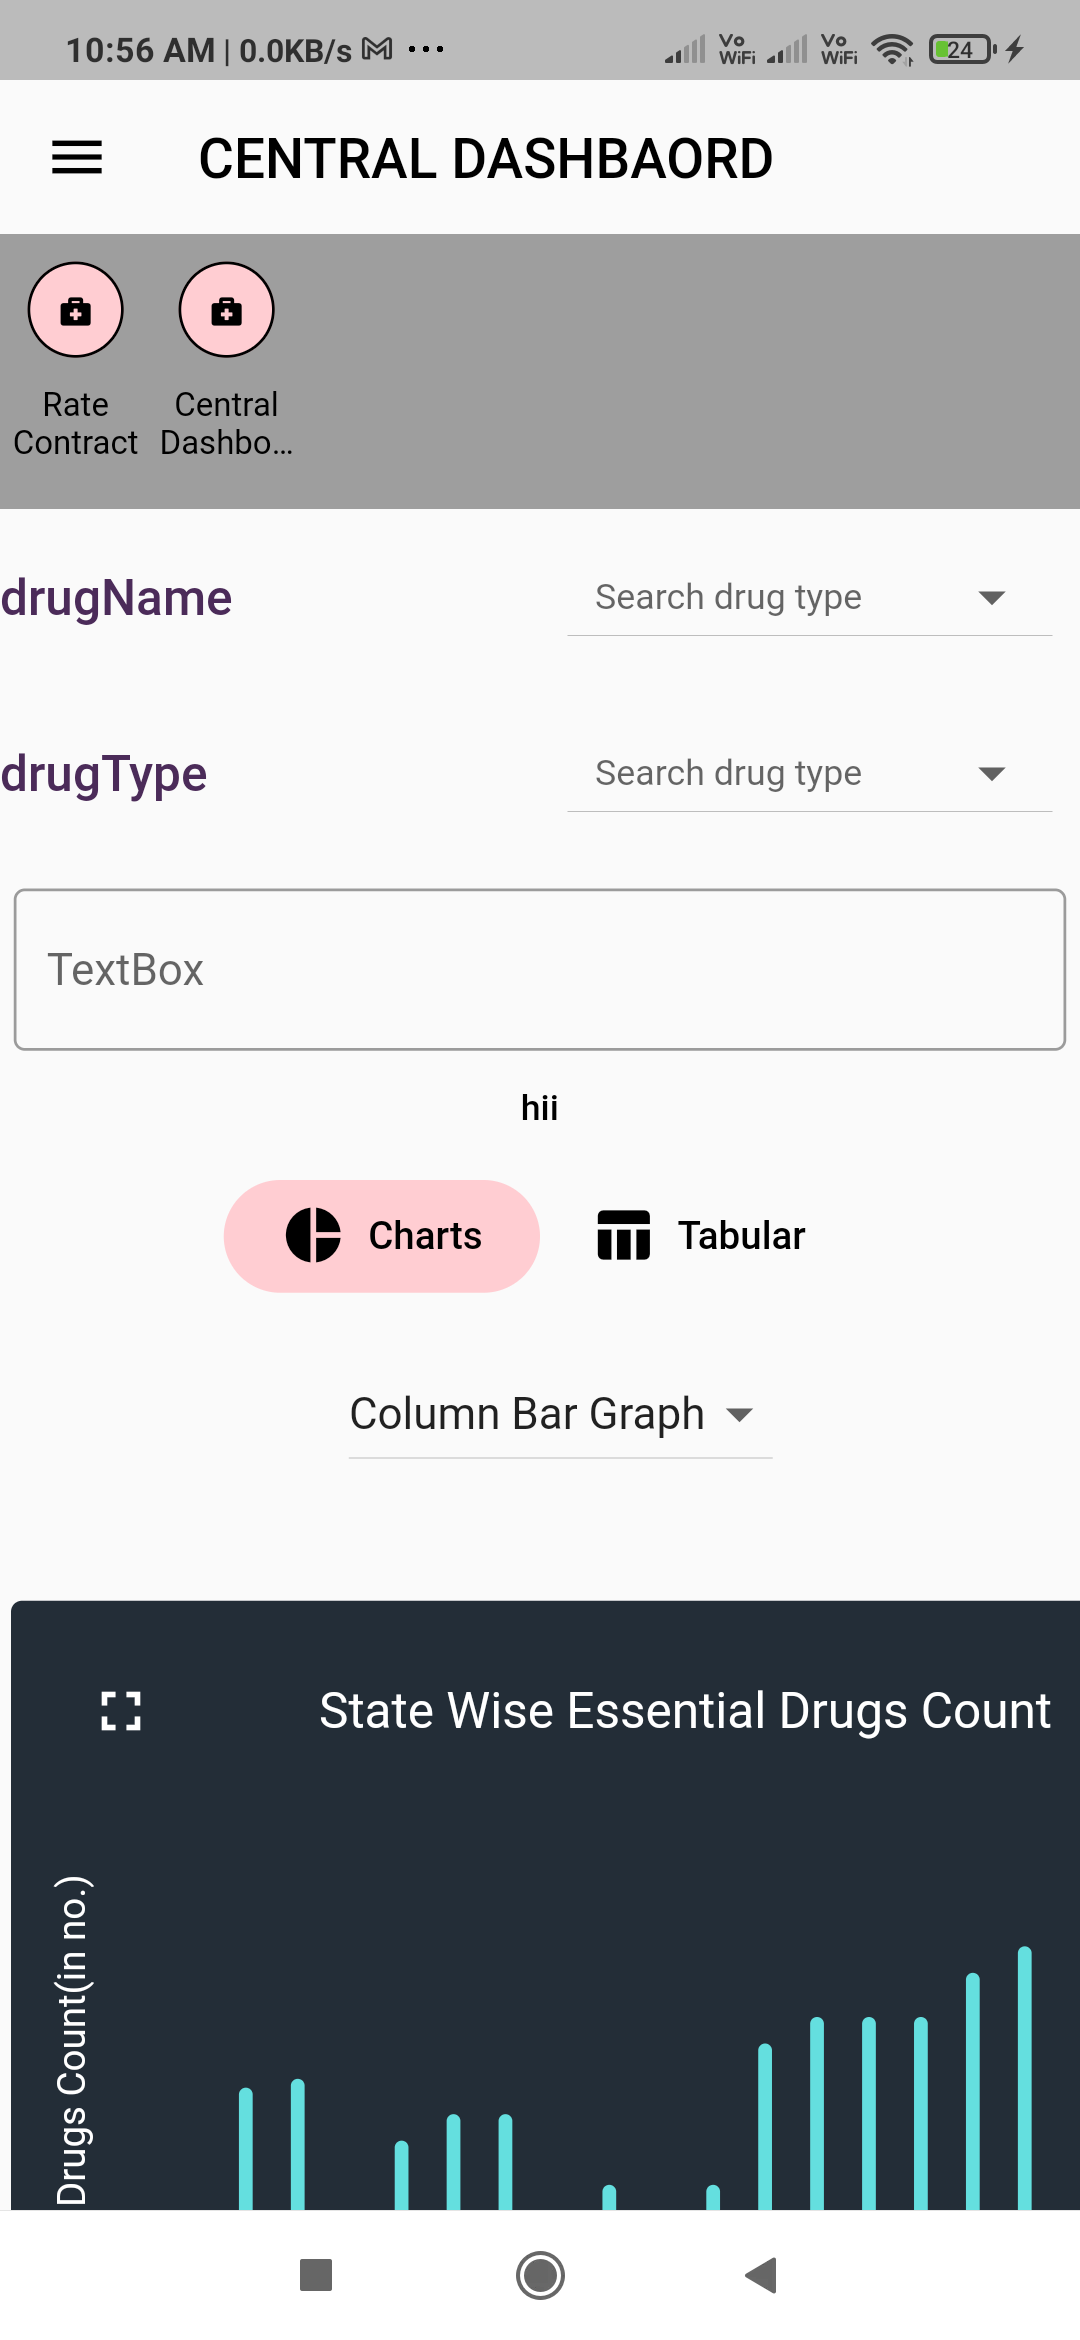 10:56 AM | 0.0KB/s ...
Vo WiFi Vo WiFi 24
CENTRAL DASHBAORD
Rate Contract
Central Dashbo...
drugName Search drug type
drugType Search drug type
TextBox
hii
Charts Tabular
Column Bar Graph
State Wise Essential Drugs Count
Drugs Count(in no.)